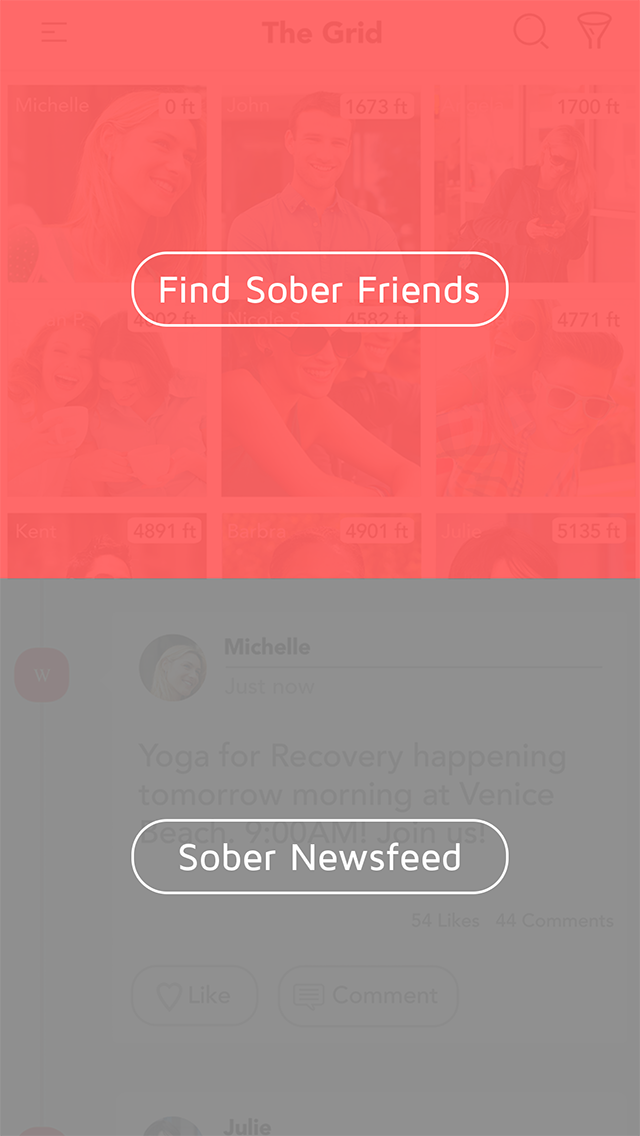 The Grid
Michelle 0 ft John 1673 ft 1700 ft
Find Sober Friends
4002 ft Nicole S. 4582 ft 4771 ft
Kent 4891 ft Barbra 4901 ft Julie 5135 ft
W
Michelle
Just now
Yoga for Recovery happening
tomorrow morning at Venice
Beach, 9:00AM! Join us!
Sober Newsfeed
54 Likes 44 Comments
Like Comment
Julie